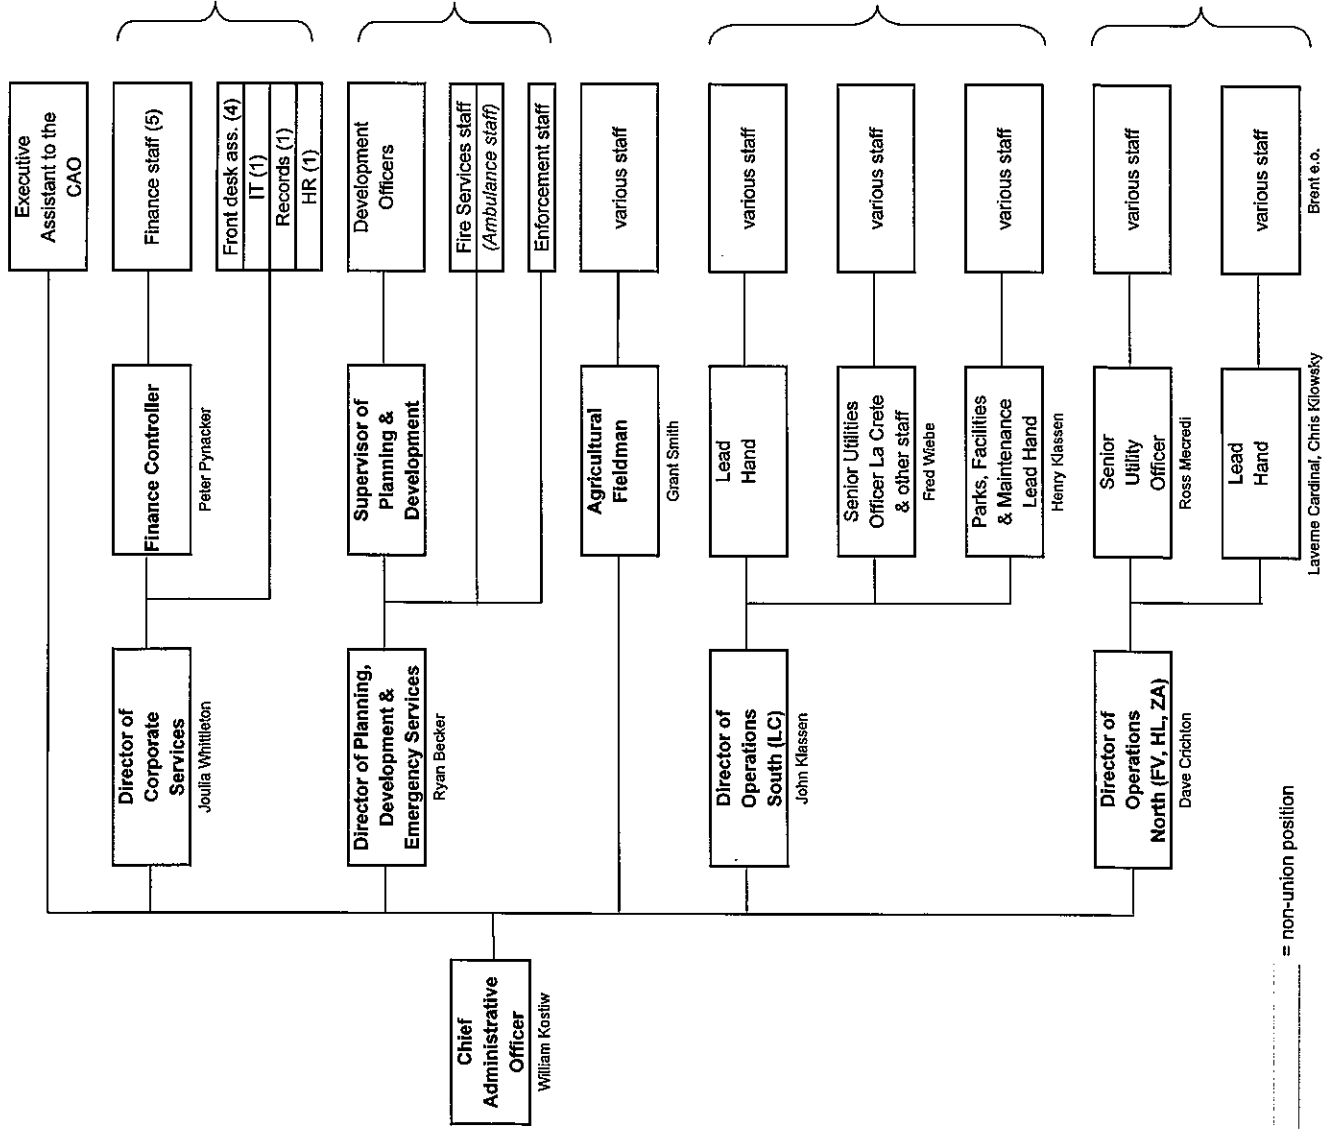 Chief
Administrative
Officer
William Kostiw
Executive
Assistant to the
CAO
Director of
Corporate
Services
Joulia Whittleton
Finance Controller
Peter Pynacker
Finance staff (5)
Front desk ass. (4)
IT (1)
Records (1)
HR (1)
Director of Planning,
Development &
Emergency Services
Ryan Becker
Supervisor of
Planning &
Development
Development
Officers
Fire Services staff
(Ambulance staff)
Enforcement staff
Agricultural
Fieldman
Grant Smith
various staff
Director of
Operations
South (LC)
John Klassen
Lead
Hand
various staff
Senior Utilities
Officer La Crete
& other staff
Fred Wiebe
various staff
Parks, Facilities
& Maintenance
Lead Hand
Henry Klassen
various staff
Director of
Operations
North (FV, HL, ZA)
Dave Crichton
Senior
Utility
Officer
Ross Mecredi
various staff
Lead
Hand
Laverne Cardinal, Chris Kilowsky
various staff
Brent e.o.
= non-union position